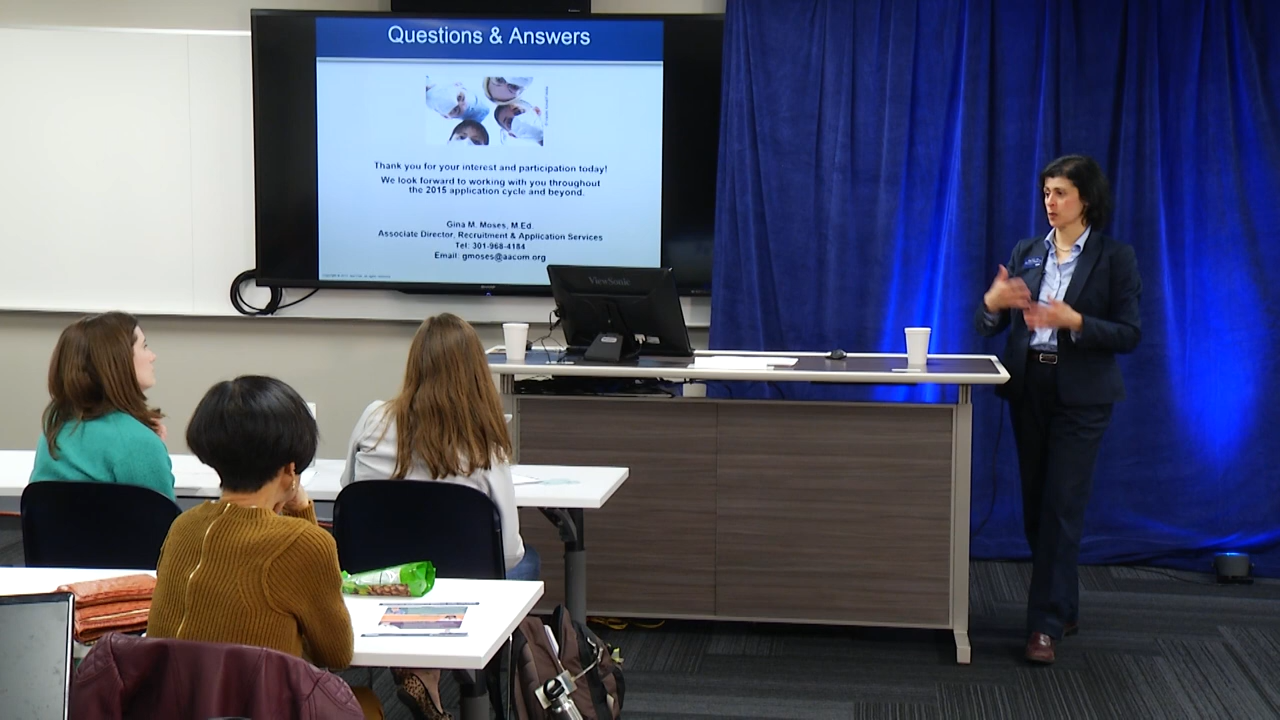 Questions & Answers
Thank you for your interest and participation today!
We look forward to working with you throughout
the 2015 application cycle and beyond.
Gina M. Moses, M.Ed.
Associate Director, Recruitment & Application Services
Tel: 301-968-4184
Email: gmoses@aacom.org
ViewSonic